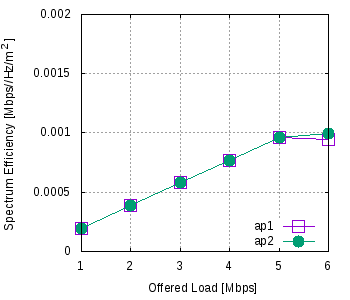 0.002
0.0015
0.001
0.0005
0
Spectrum Efficiency [Mbps//Hz/m²]
ap1
ap2
1 2 3 4 5 6
Offered Load [Mbps]